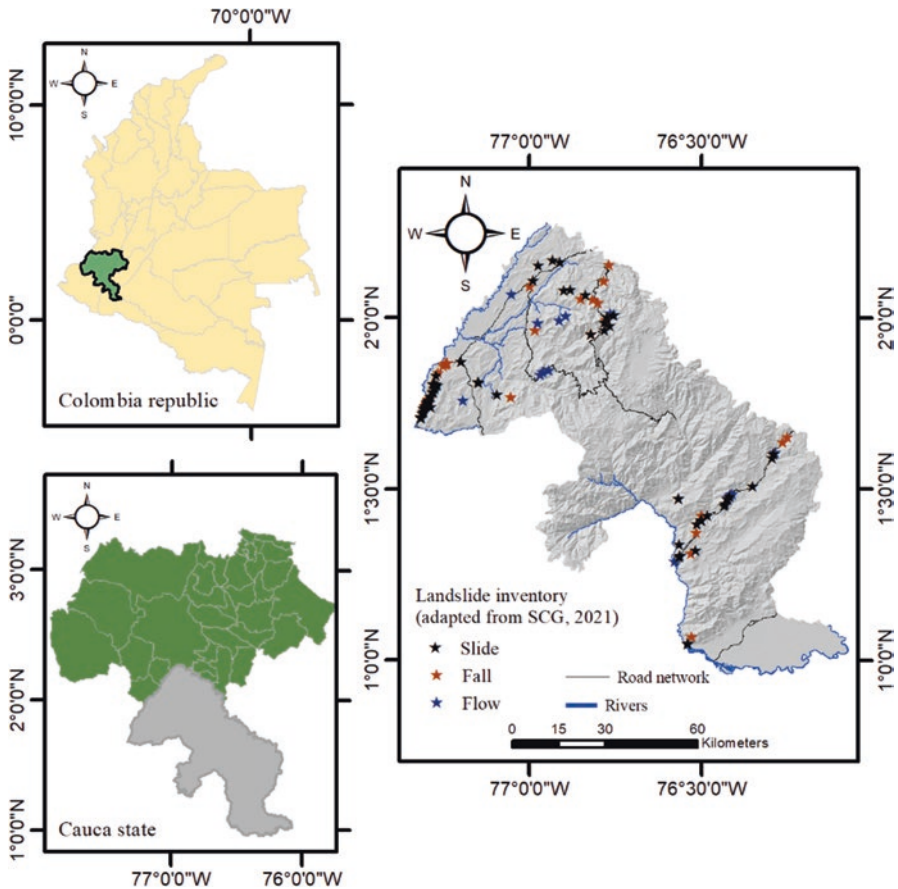 70°0'0"W
10°0'0"N
0°0'0"
N
W E
S
Colombia republic
3°0'0"N
2°0'0"N
1°0'0"N
N
W E
S
Cauca state
77°0'0"W 76°0'0"W
77°0'0"W 76°30'0"W
N
W E
S
2°0'0"N 2°0'0"N
1°30'0"N 1°30'0"N
1°0'0"N 1°0'0"N
Landslide inventory
(adapted from SCG, 2021)
Slide
Fall
Flow
Road network
Rivers
0 15 30 60
Kilometers
77°0'0"W 76°30'0"W